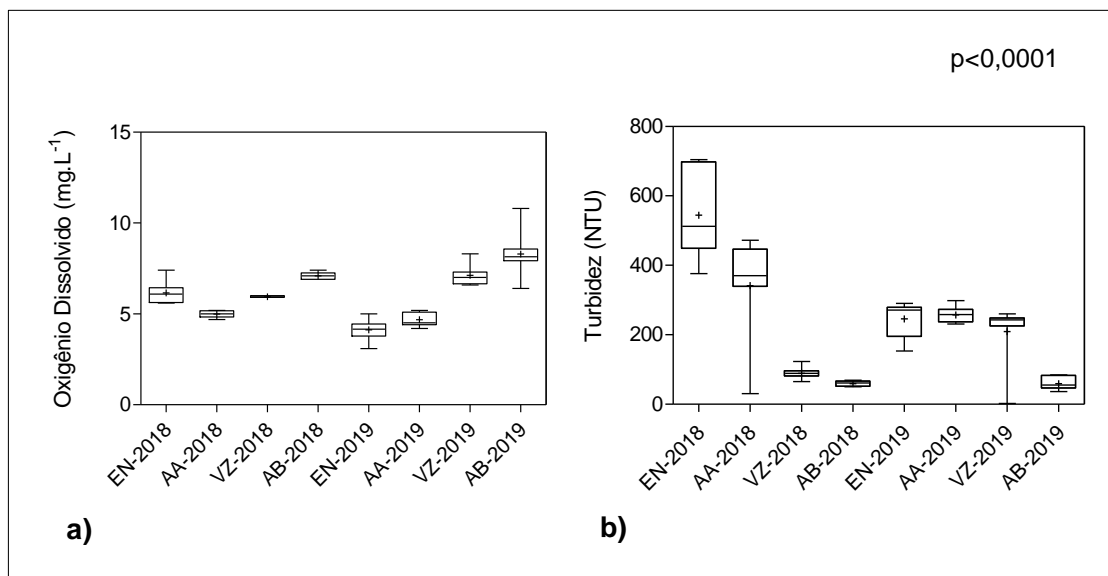 p<0,0001
Oxigênio Dissolvido (mg.L⁻¹)
15
10
5
0
EN-2018
AA-2018
VZ-2018
AB-2018
EN-2019
AA-2019
VZ-2019
AB-2019
a)
Turbidez (NTU)
800
600
400
200
0
EN-2018
AA-2018
VZ-2018
AB-2018
EN-2019
AA-2019
VZ-2019
AB-2019
b)